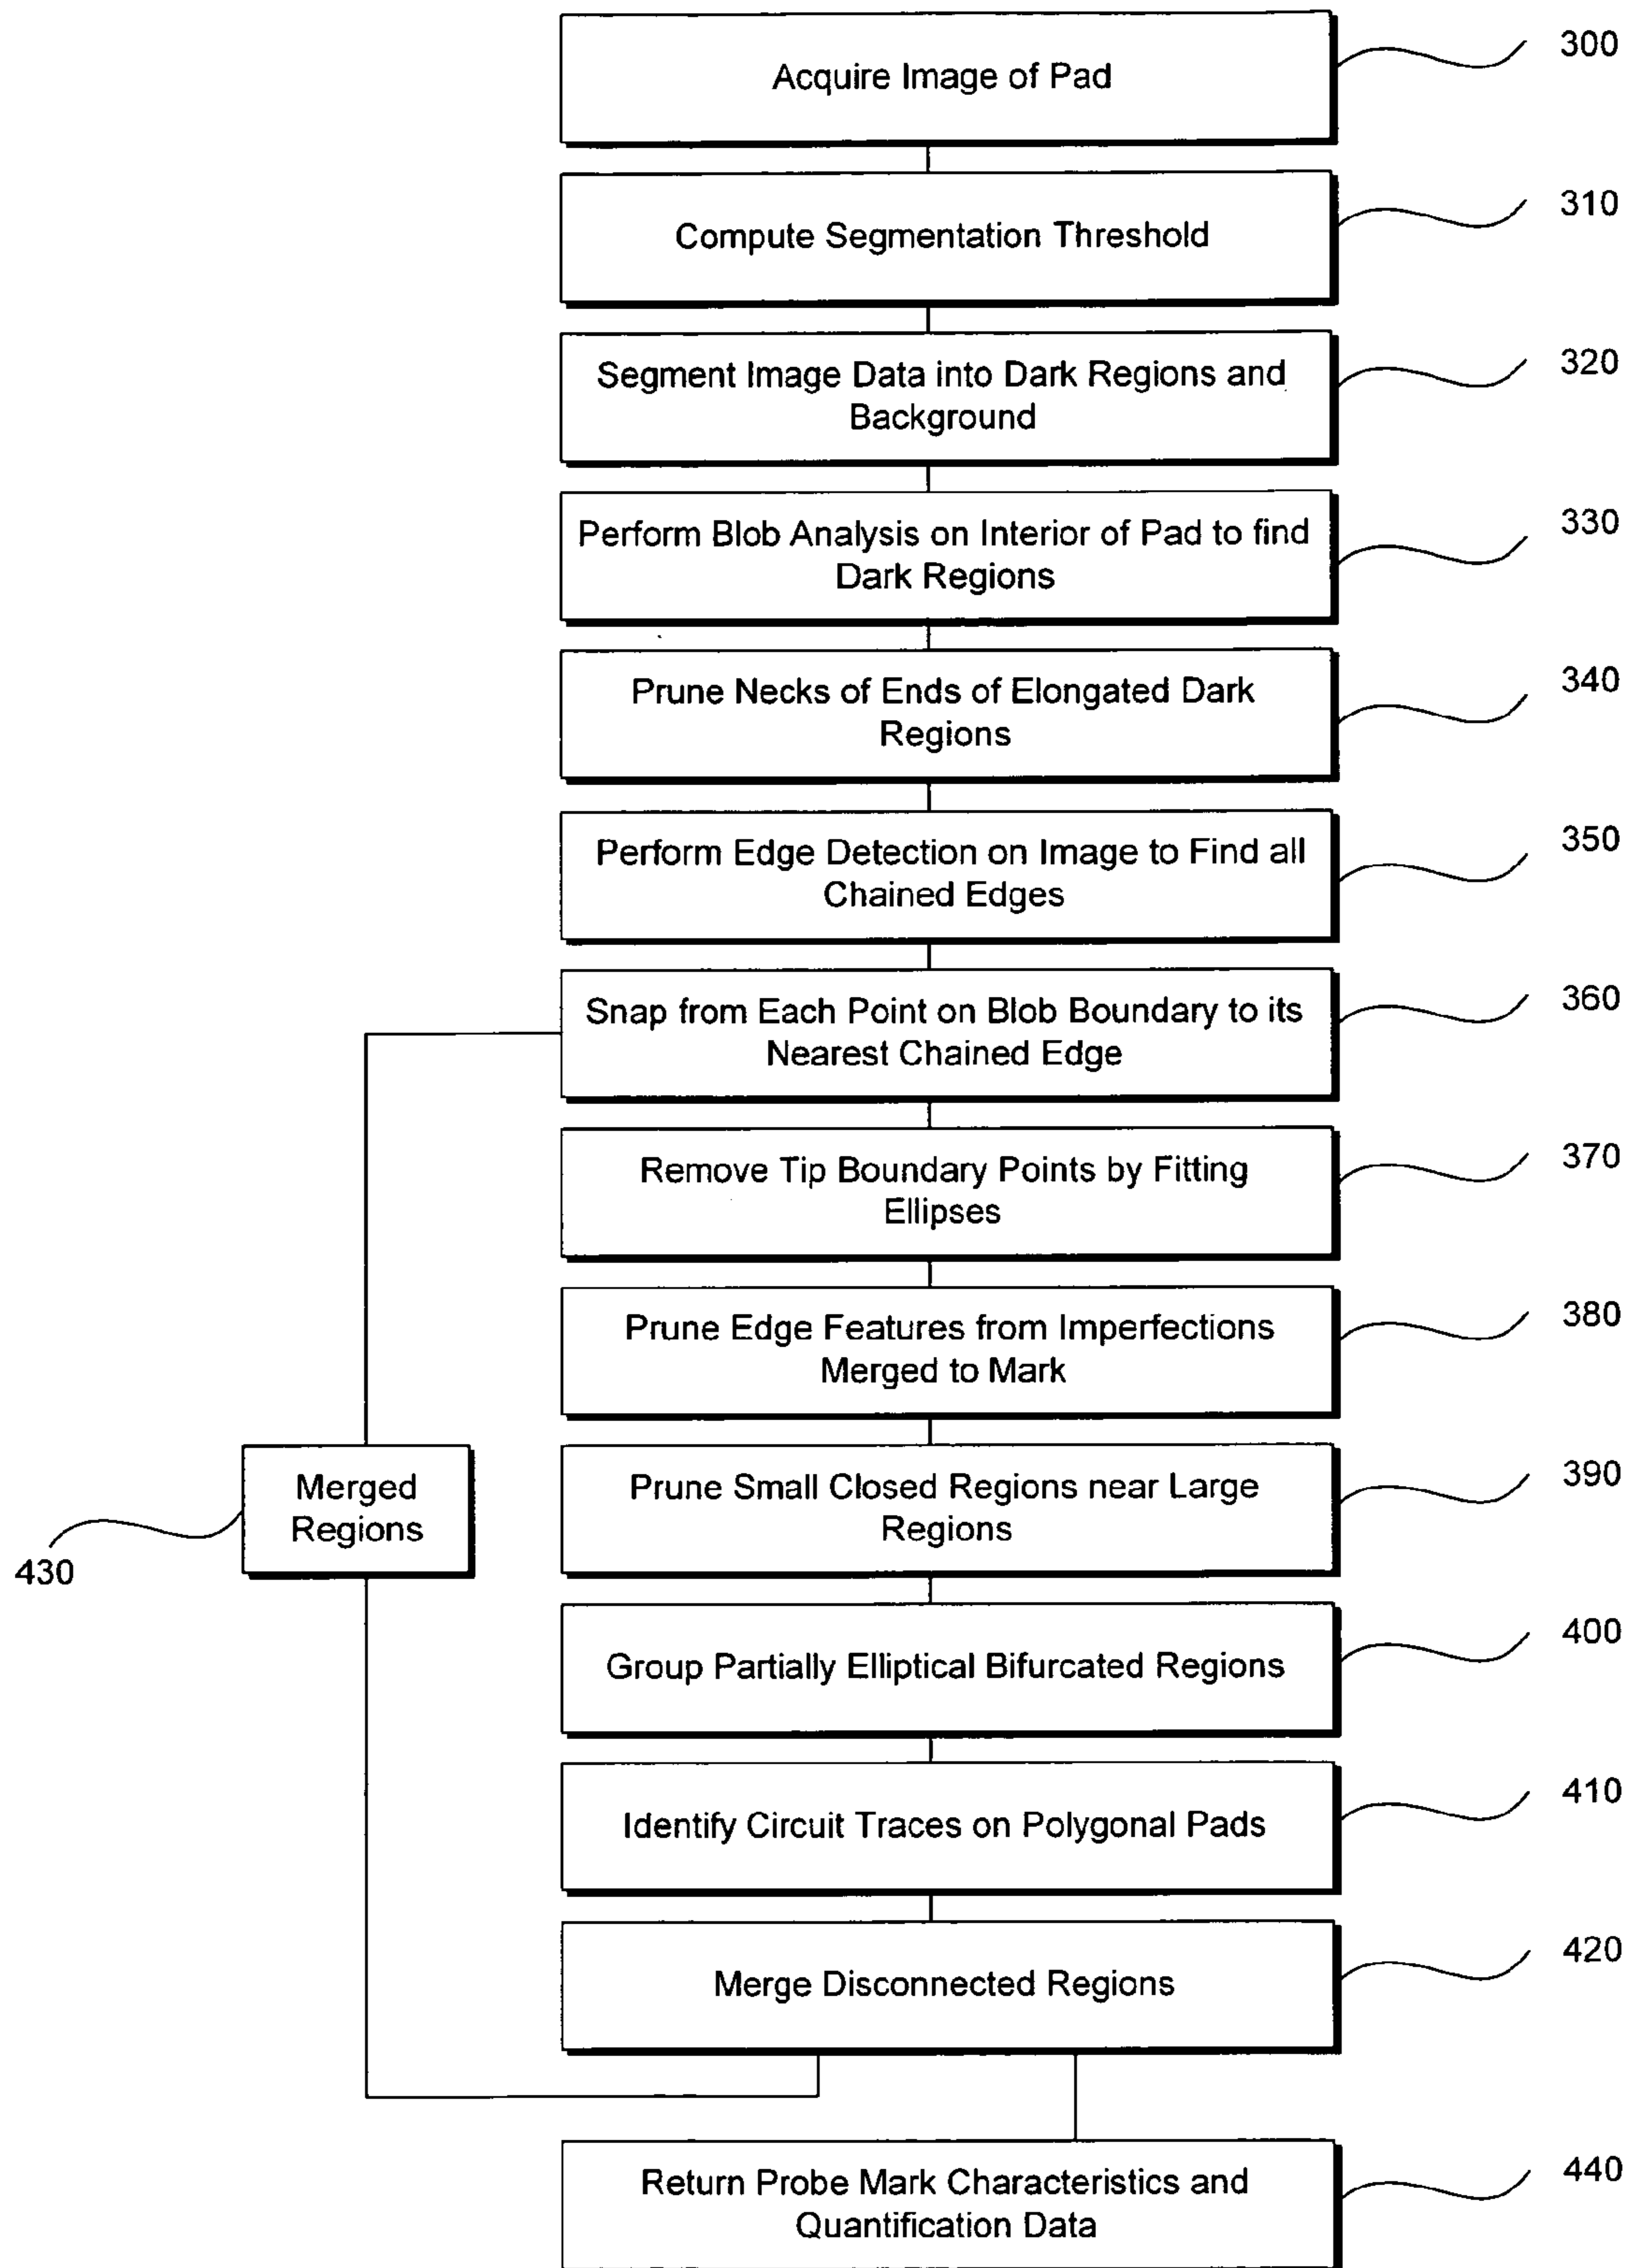 Acquire Image of Pad
300
Compute Segmentation Threshold
310
Segment Image Data into Dark Regions and
Background
320
Perform Blob Analysis on Interior of Pad to find
Dark Regions
330
Prune Necks of Ends of Elongated Dark
Regions
340
Perform Edge Detection on Image to Find all
Chained Edges
350
Snap from Each Point on Blob Boundary to its
Nearest Chained Edge
360
Remove Tip Boundary Points by Fitting
Ellipses
370
Prune Edge Features from Imperfections
Merged to Mark
380
Merged
Regions
430
Prune Small Closed Regions near Large
Regions
390
Group Partially Elliptical Bifurcated Regions
400
Identify Circuit Traces on Polygonal Pads
410
Merge Disconnected Regions
420
Return Probe Mark Characteristics and
Quantification Data
440